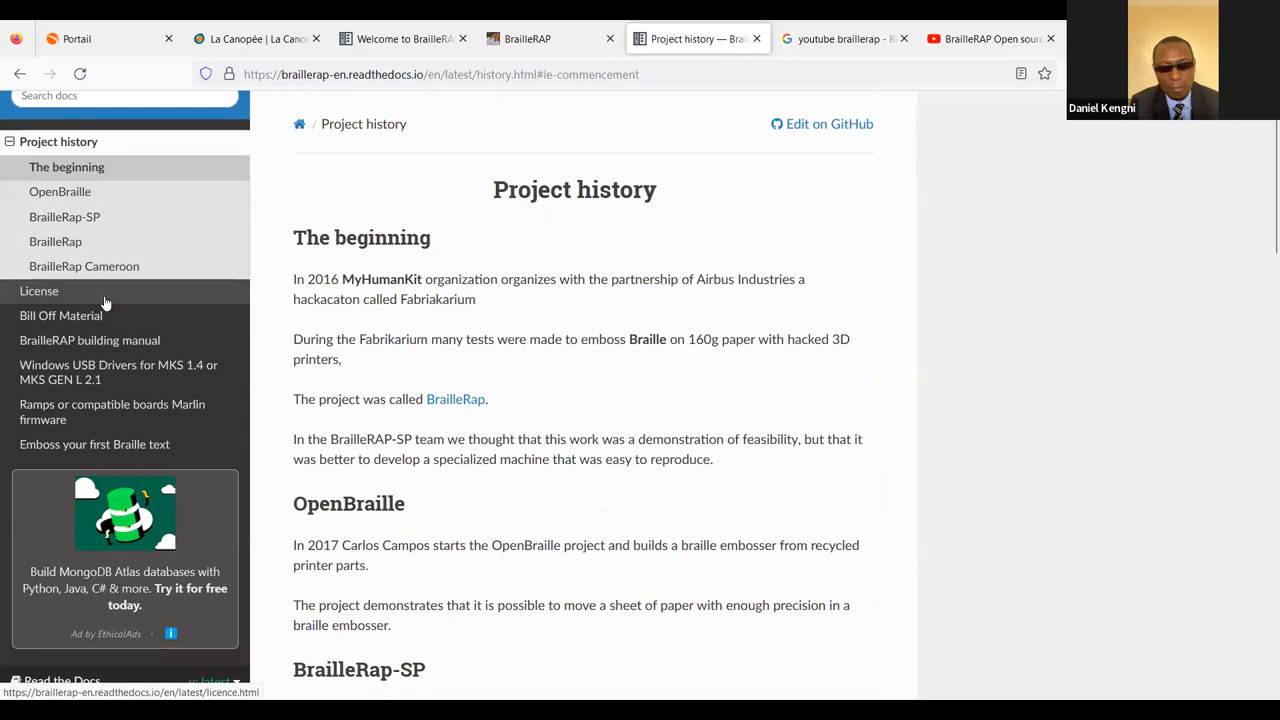 Portail
La Canopée | La Cano
Welcome to BrailleRA
BrailleRAP
Project history — Brai
youtube braillerap - R
BrailleRAP Open sourc
https://braillerap-en.readthedocs.io/en/latest/history.html#le-commencement
Daniel Kengni
Search docs
Project history
The beginning
OpenBraille
BrailleRap-SP
BrailleRap
BrailleRap Cameroon
License
Bill Off Material
BrailleRAP building manual
Windows USB Drivers for MKS 1.4 or
MKS GEN L 2.1
Ramps or compatible boards Marlin
firmware
Emboss your first Braille text
Build MongoDB Atlas databases with
Python, Java, C# & more. Try it for free
today.
Ad by EthicalAds ·
Read the Docs
v: latest
https://braillerap-en.readthedocs.io/en/latest/licence.html
Project history
Edit on GitHub
Project history
The beginning
In 2016 MyHumanKit organization organizes with the partnership of Airbus Industries a
hackacaton called Fabriakarium
During the Fabrikarium many tests were made to emboss Braille on 160g paper with hacked 3D
printers,
The project was called BrailleRap.
In the BrailleRAP-SP team we thought that this work was a demonstration of feasibility, but that it
was better to develop a specialized machine that was easy to reproduce.
OpenBraille
In 2017 Carlos Campos starts the OpenBraille project and builds a braille embosser from recycled
printer parts.
The project demonstrates that it is possible to move a sheet of paper with enough precision in a
braille embosser.
BrailleRap-SP